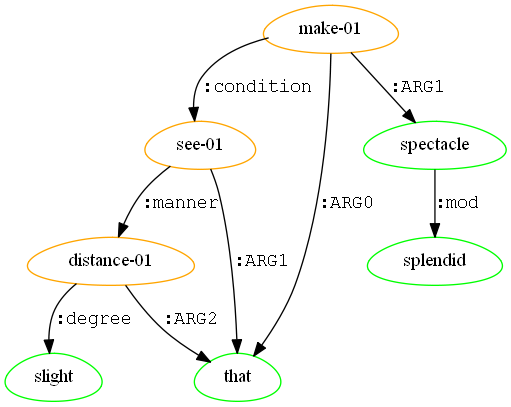 make-01
:condition
:ARG1
see-01
spectacle
:manner
:ARG0
:mod
distance-01
:ARG1
splendid
:degree
:ARG2
slight
that